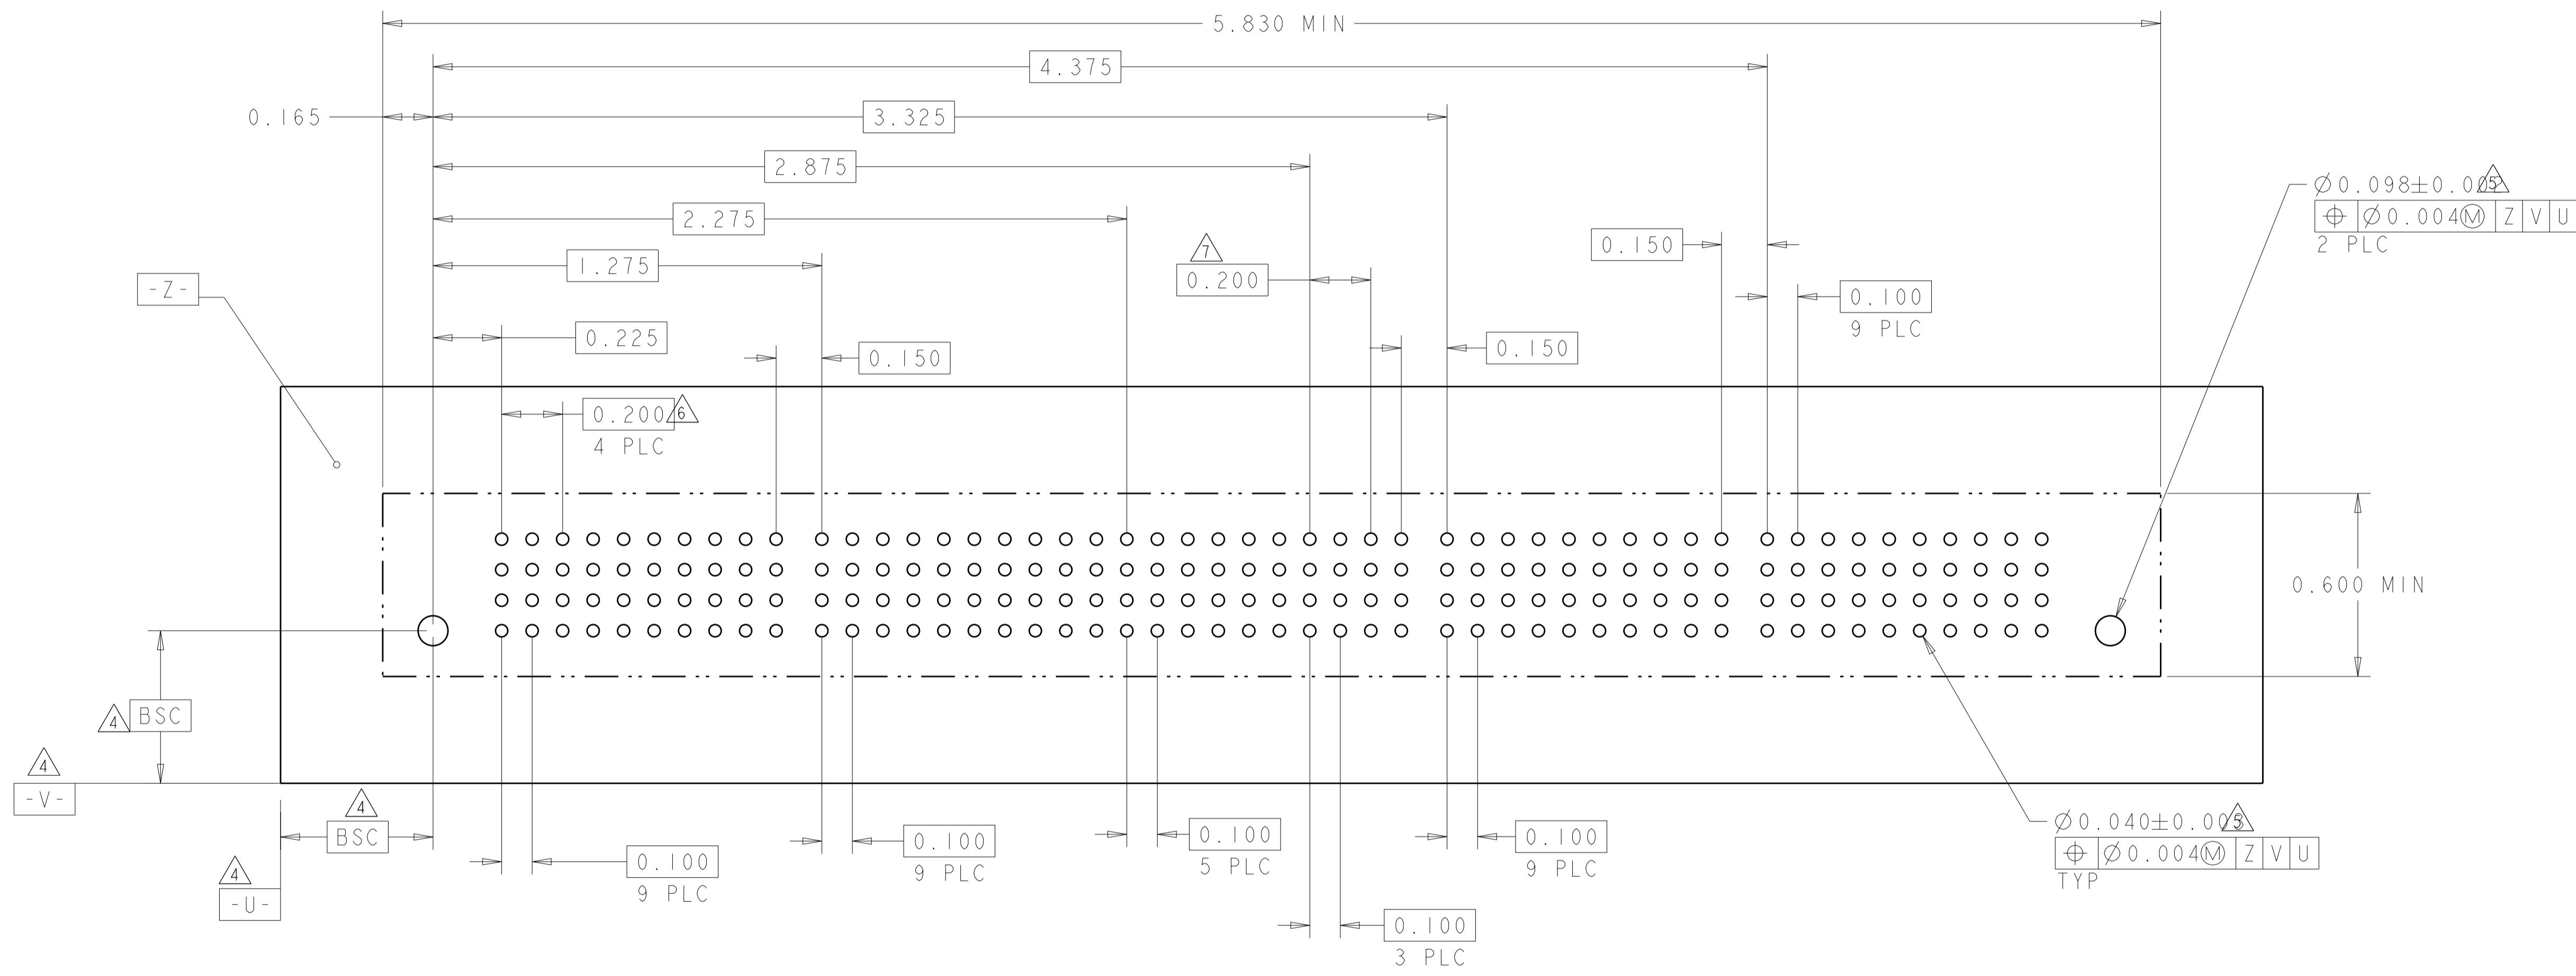 5.830 MIN
4.375
0.165
3.325
2.875
2.275
1.275
0.225
-Z-
7
0.200
0.150
0.100
9 PLC
0.150
0.150
0.200 6
4 PLC
5
Ø0.098±0.002
⌖ Ø0.004Ⓜ Z V U
2 PLC
0.600 MIN
4 BSC
4
-V-
4
BSC
4
-U-
0.100
9 PLC
0.100
9 PLC
0.100
5 PLC
0.100
3 PLC
0.100
9 PLC
5
Ø0.040±0.003
⌖ Ø0.004Ⓜ Z V U
TYP